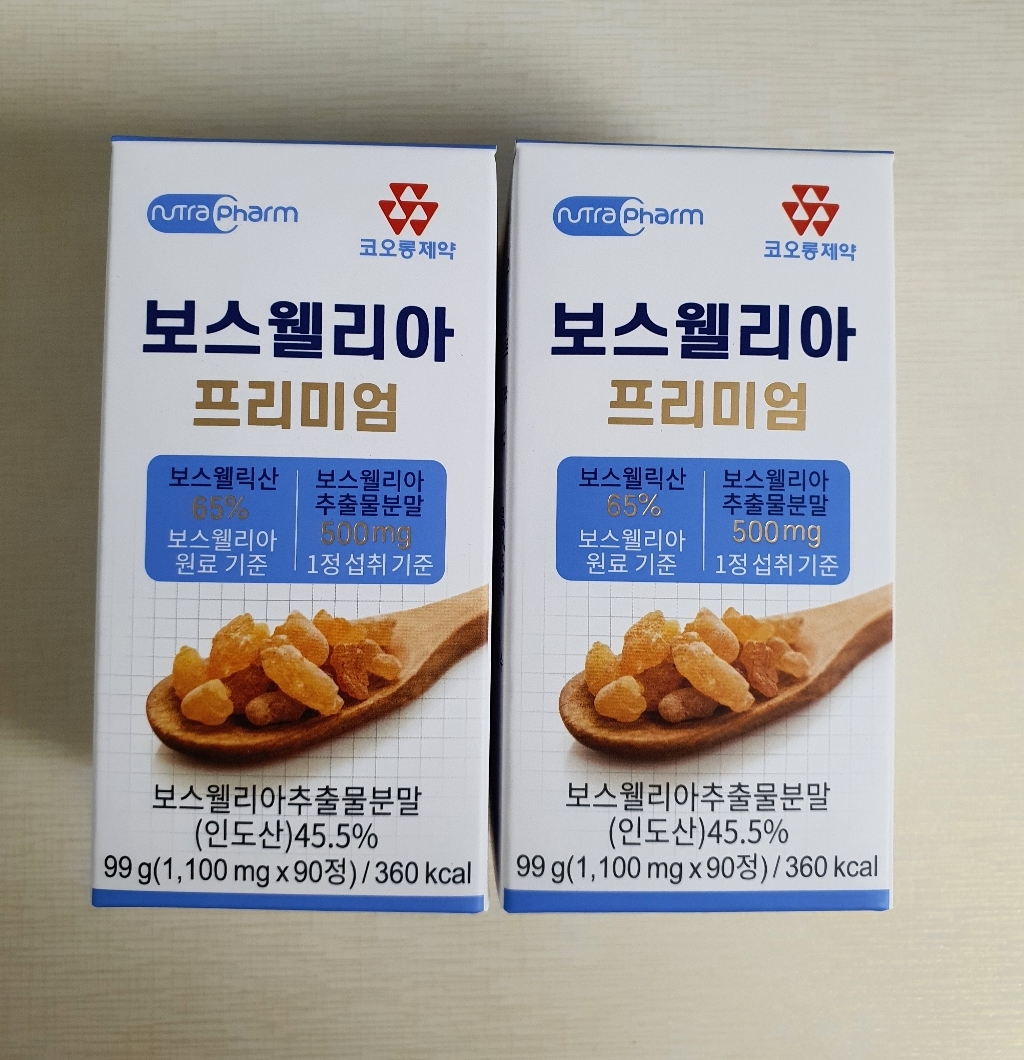 nutraPharm
코오롱제약
보스웰리아
프리미엄
보스웰릭산
65%
보스웰리아
원료 기준
보스웰리아
추출물분말
500mg
1정 섭취 기준
보스웰리아추출물분말
(인도산)45.5%
99 g(1,100 mg x 90정) / 360 kcal
nutraPharm
코오롱제약
보스웰리아
프리미엄
보스웰릭산
65%
보스웰리아
원료 기준
보스웰리아
추출물분말
500mg
1정 섭취 기준
보스웰리아추출물분말
(인도산)45.5%
99 g(1,100 mg x 90정) / 360 kcal